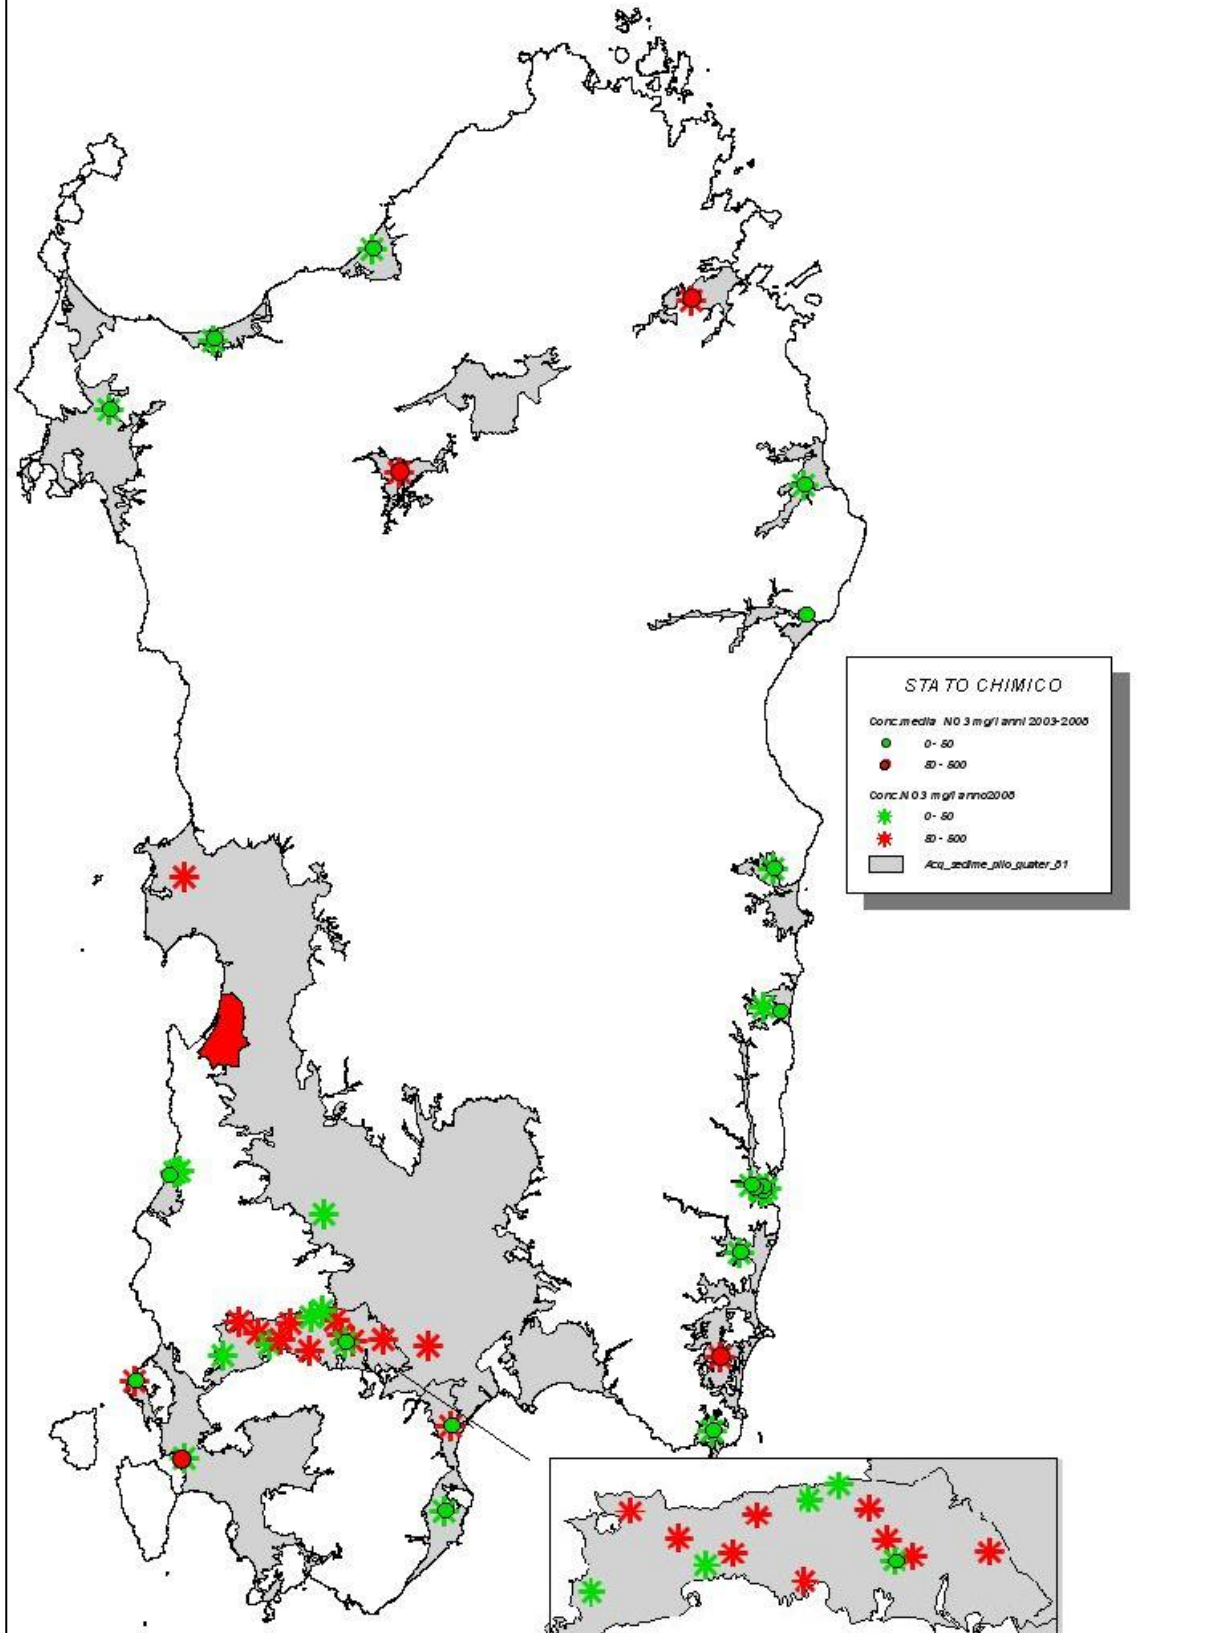 STATO CHIMICO
Conc.media NO3 mg/l anni 2003-2008
0 - 50
50 - 500
Conc.NO3 mg/l anno2008
0 - 50
50 - 500
Acq_sedime_plio_quater_61